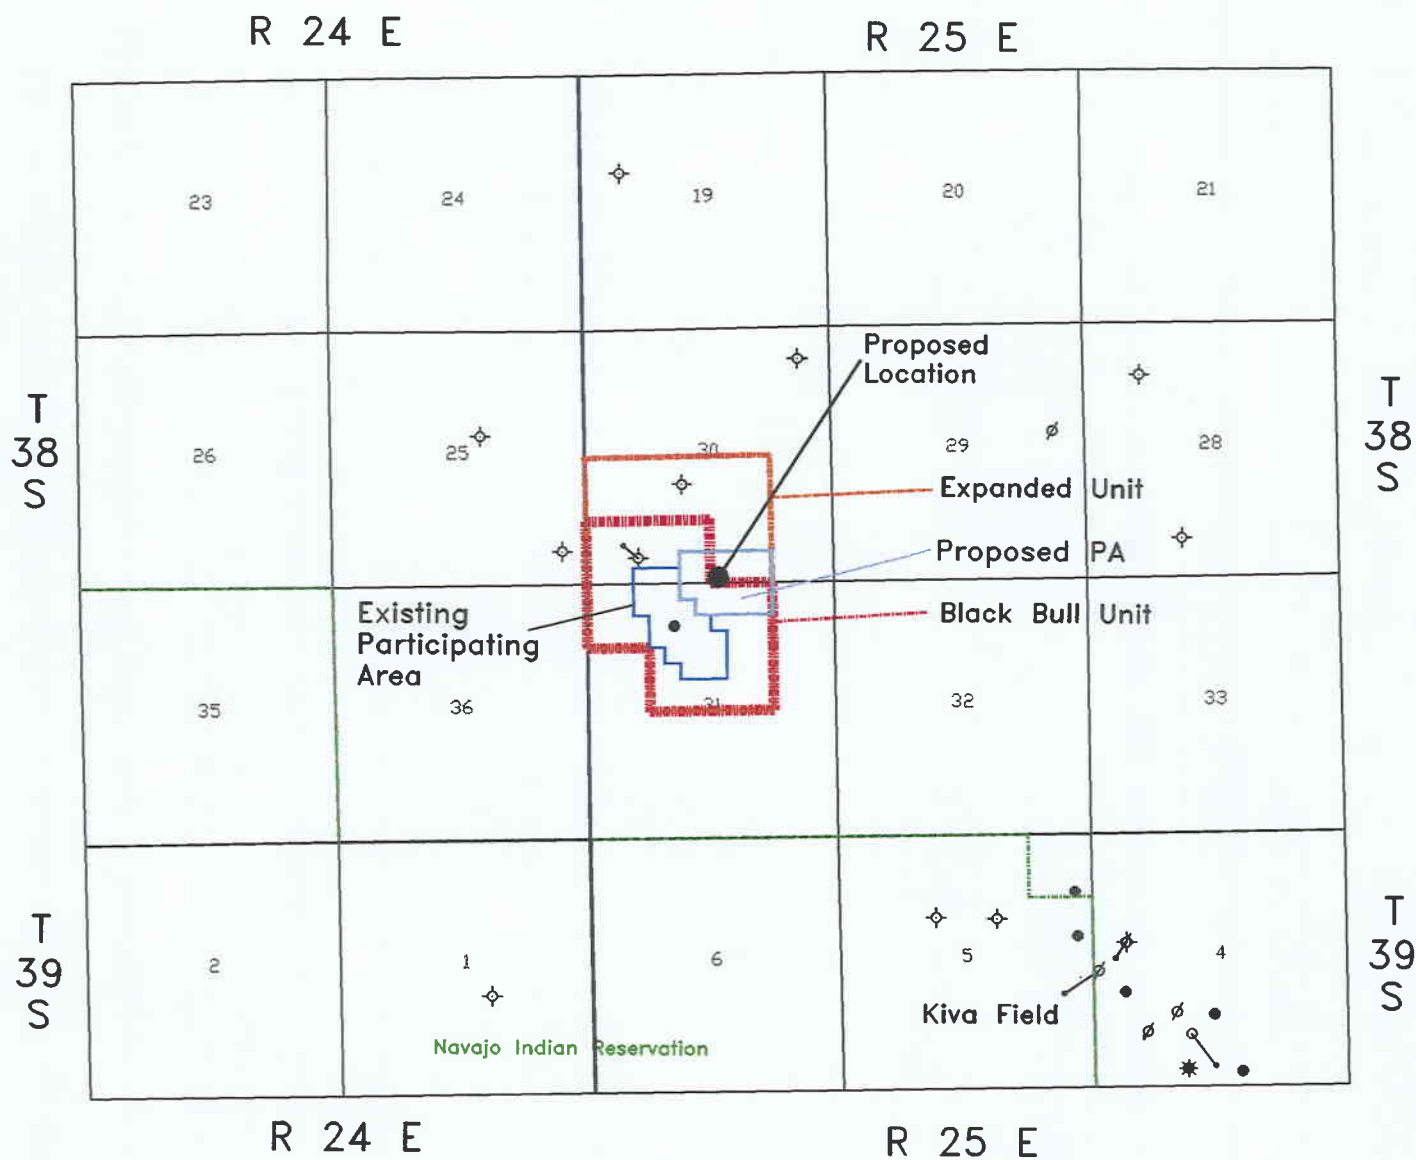 R 24 E
R 25 E
23
24
19
20
21
Proposed
Location
T
38
S
T
38
S
26
25
30
29
28
Expanded Unit
Proposed PA
Existing
Participating
Area
Black Bull Unit
35
36
31
32
33
T
39
S
T
39
S
2
1
6
5
4
Kiva Field
Navajo Indian Reservation
R 24 E
R 25 E